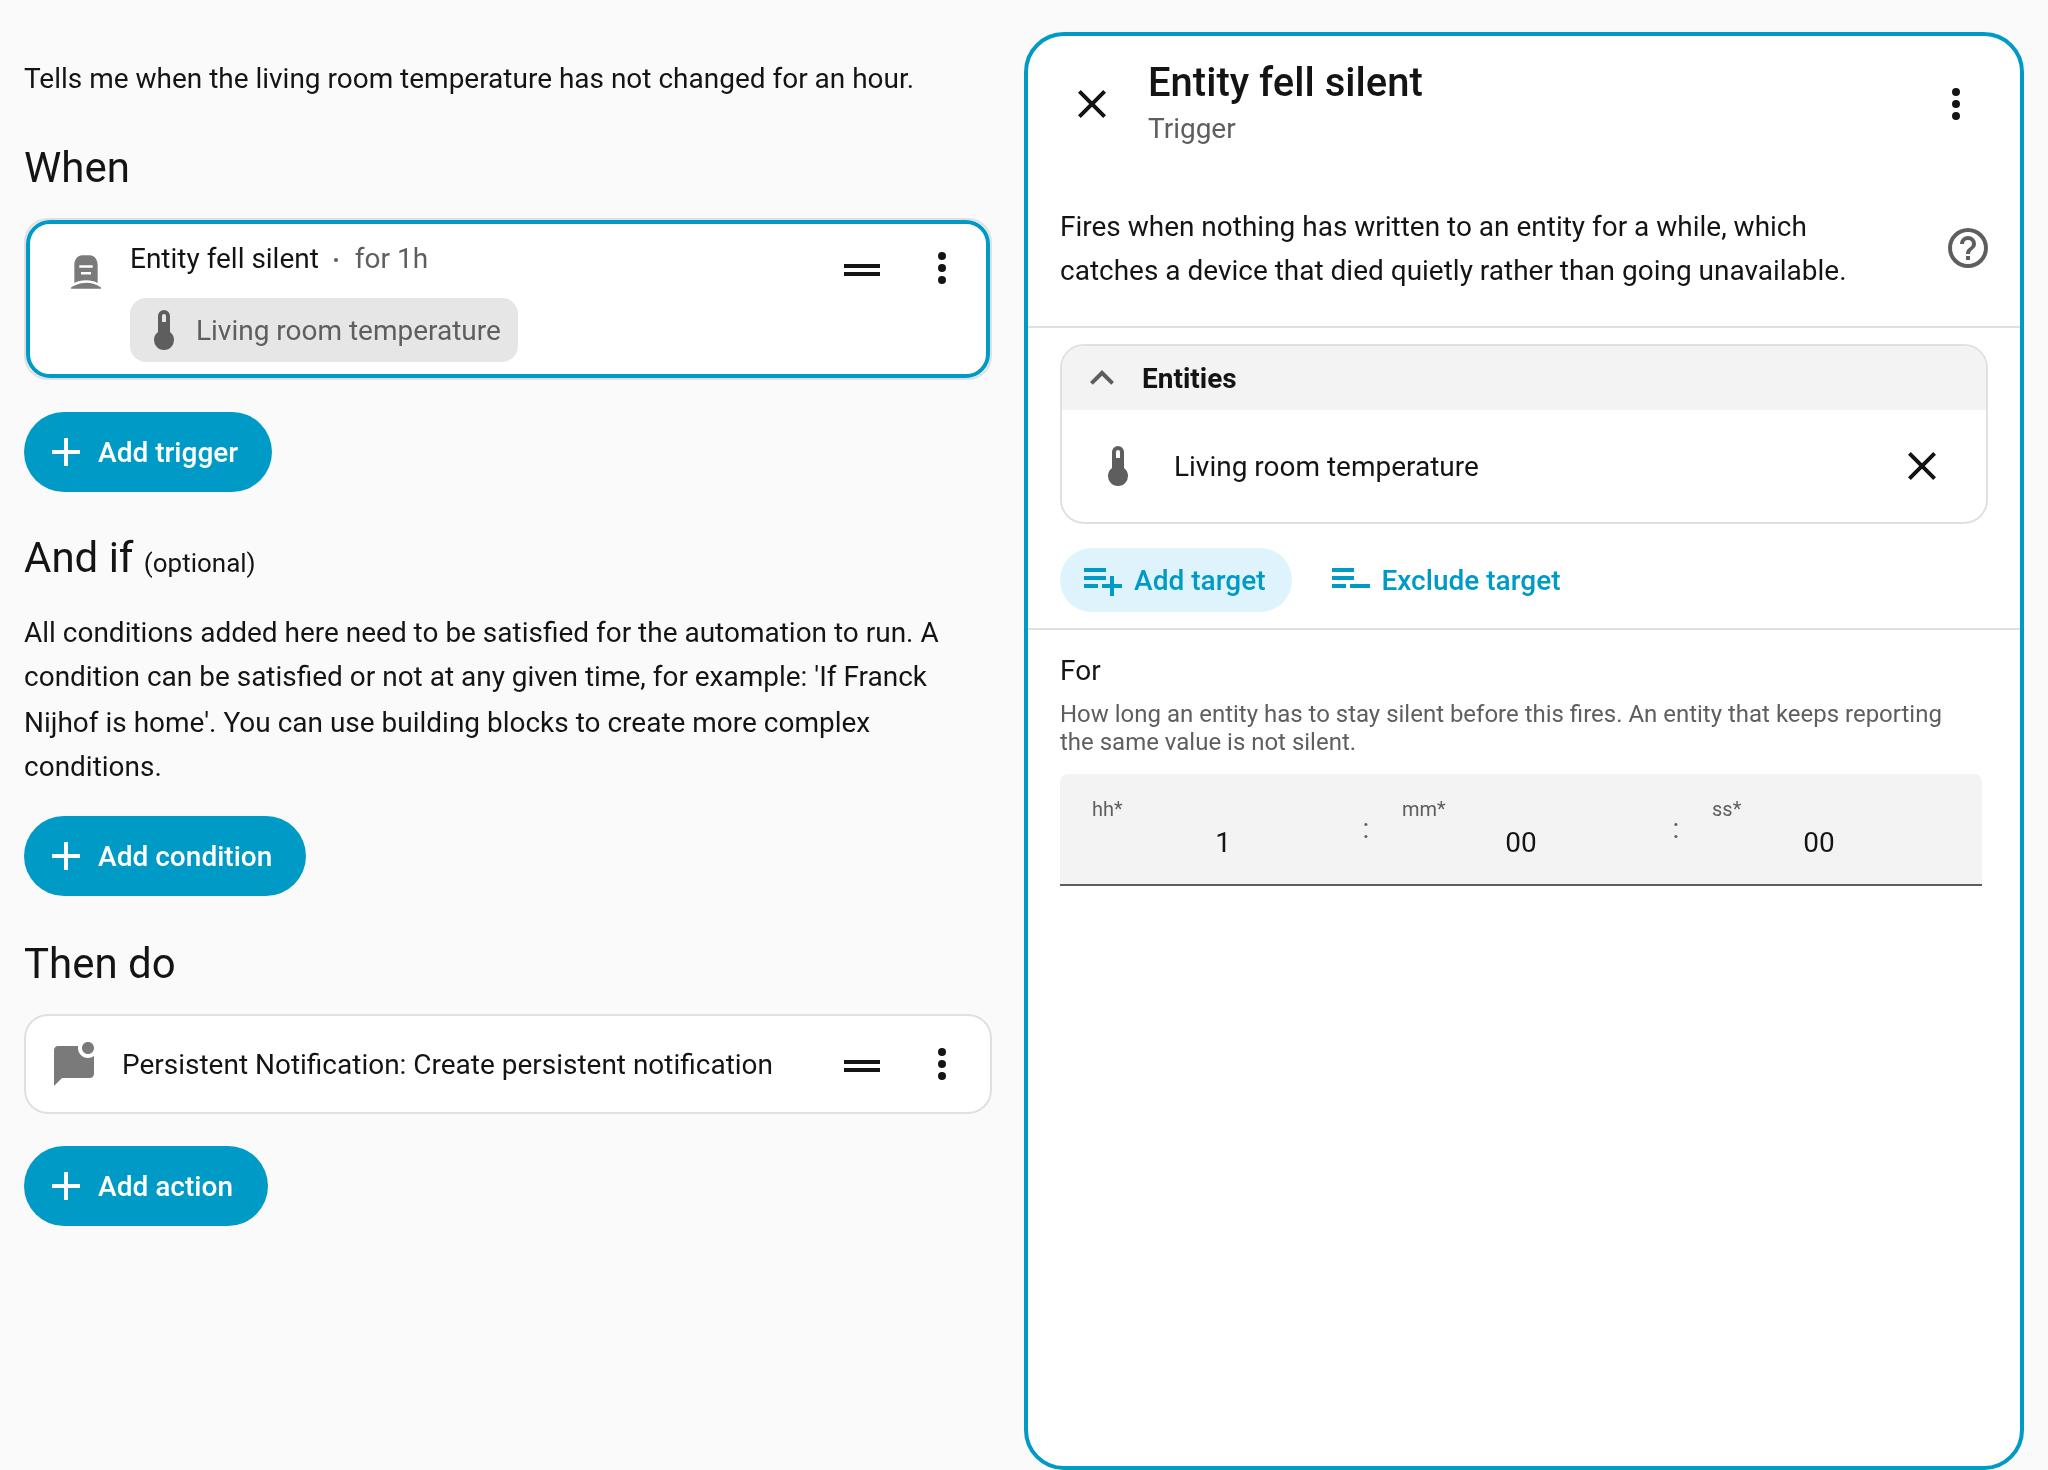 Tells me when the living room temperature has not changed for an hour.
When
Entity fell silent · for 1h
Living room temperature
Add trigger
And if (optional)
All conditions added here need to be satisfied for the automation to run. A
condition can be satisfied or not at any given time, for example: 'If Franck
Nijhof is home'. You can use building blocks to create more complex
conditions.
Add condition
Then do
Persistent Notification: Create persistent notification
Add action
Entity fell silent
Trigger
Fires when nothing has written to an entity for a while, which
catches a device that died quietly rather than going unavailable.
Entities
Living room temperature
Add target
Exclude target
For
How long an entity has to stay silent before this fires. An entity that keeps reporting
the same value is not silent.
hh* : mm* : ss*
1 00 00